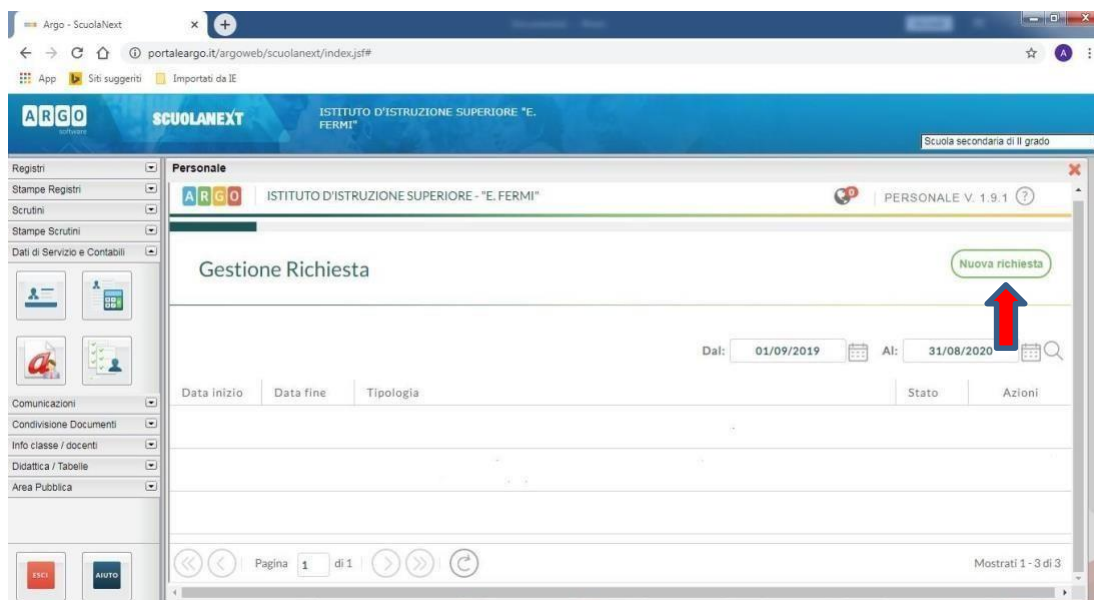 Argo - ScuolaNext
portaleargo.it/argoweb/scuolanext/index.jsf#
A
App Siti suggeriti Importati da IE
ARGO
software
SCUOLANEXT
ISTITUTO D'ISTRUZIONE SUPERIORE "E.
FERMI"
Scuola secondaria di II grado
Registri
Stampe Registri
Scrutini
Stampe Scrutini
Dati di Servizio e Contabili
Comunicazioni
Condivisione Documenti
Info classe / docenti
Didattica / Tabelle
Area Pubblica
ESCI AIUTO
Personale
ARGO ISTITUTO D'ISTRUZIONE SUPERIORE - "E. FERMI" 0 PERSONALE V. 1.9.1 ?
Gestione Richiesta Nuova richiesta
Dal: 01/09/2019 Al: 31/08/2020
Data inizio Data fine Tipologia Stato Azioni
Pagina 1 di 1 Mostrati 1 - 3 di 3